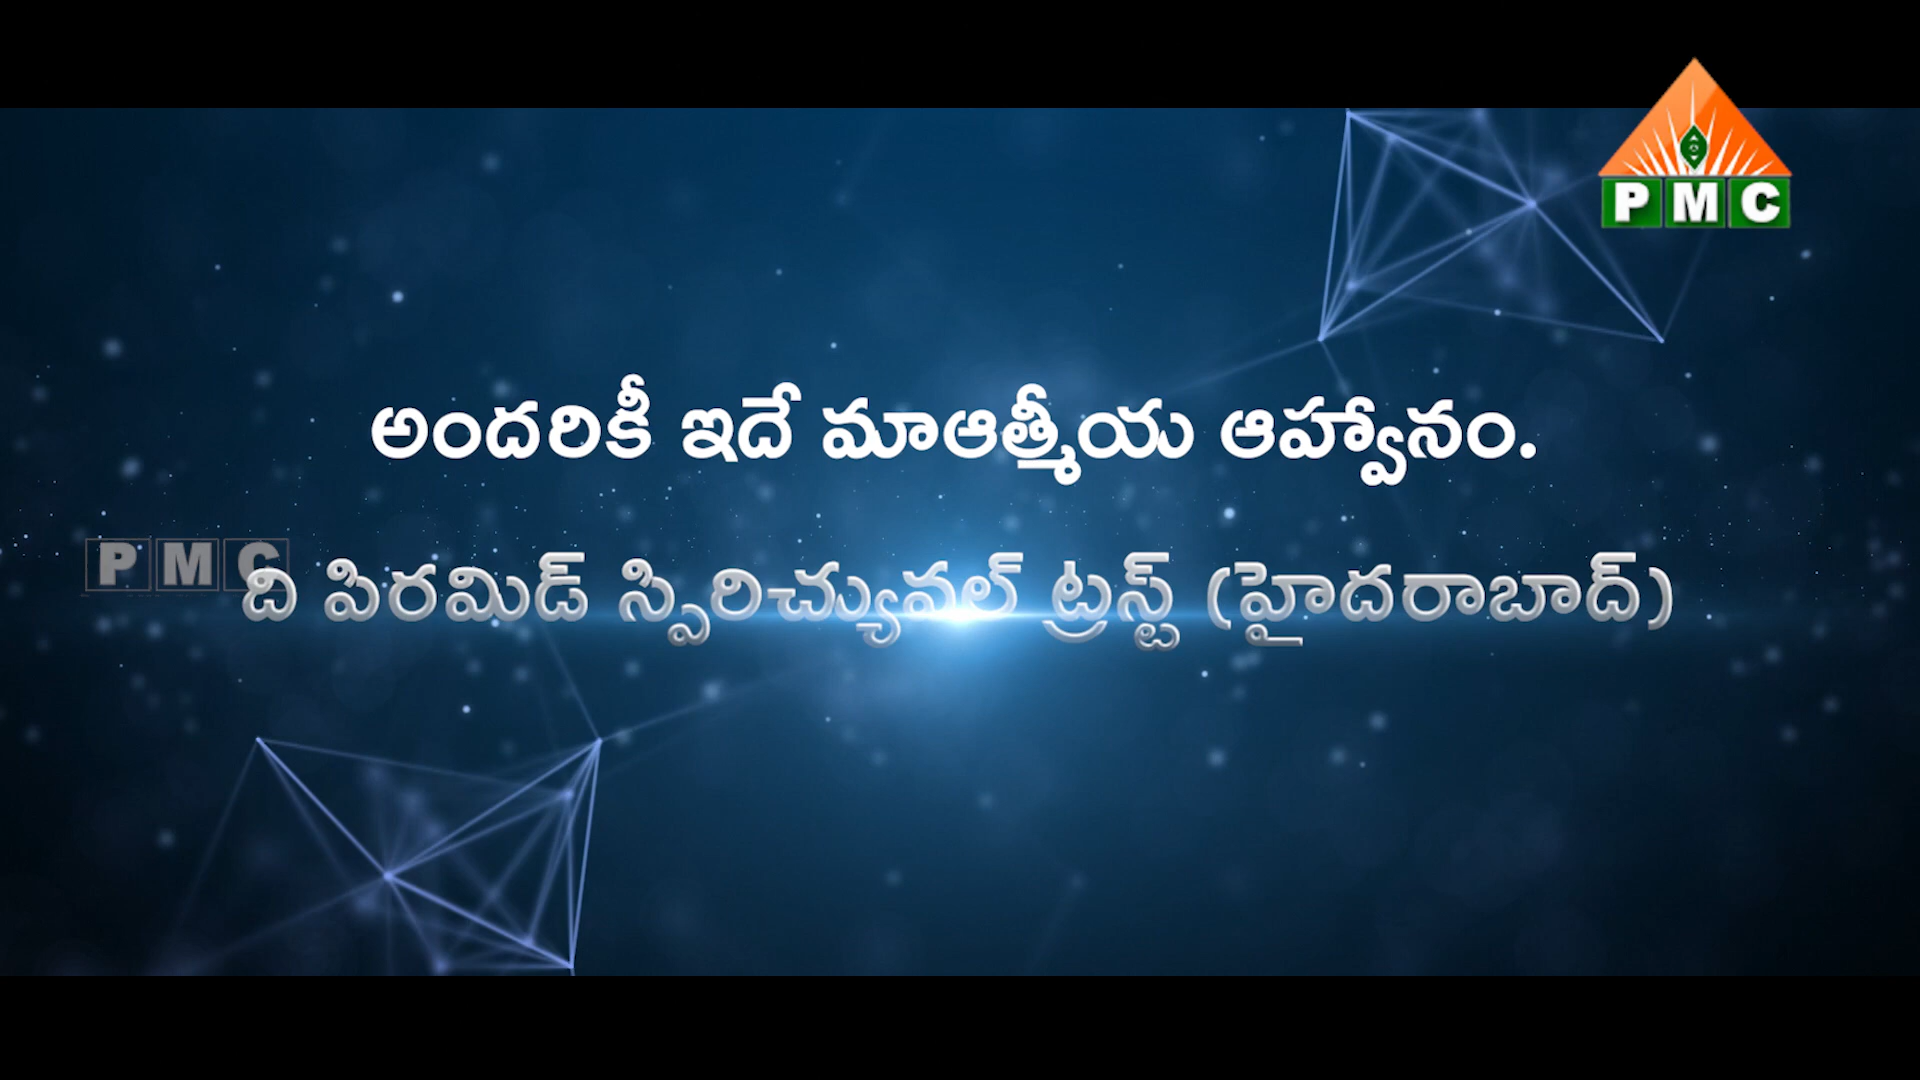 PMC
అందరికీ ఇదే మాఆత్మీయ ఆహ్వానం.
PMC
ది పిరమిడ్ స్పిరిచ్యువల్ ట్రస్ట్ (హైదరాబాద్)